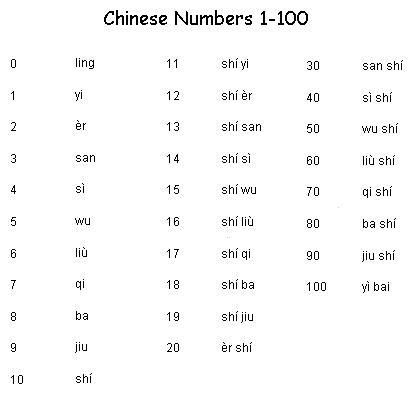 Chinese Numbers 1-100
0 ling
1 yi
2 èr
3 san
4 sì
5 wu
6 liù
7 qi
8 ba
9 jiu
10 shí
11 shí yi
12 shí èr
13 shí san
14 shí sì
15 shí wu
16 shí liù
17 shí qi
18 shí ba
19 shí jiu
20 èr shí
30 san shí
40 sì shí
50 wu shí
60 liù shí
70 qi shí
80 ba shí
90 jiu shí
100 yì bai